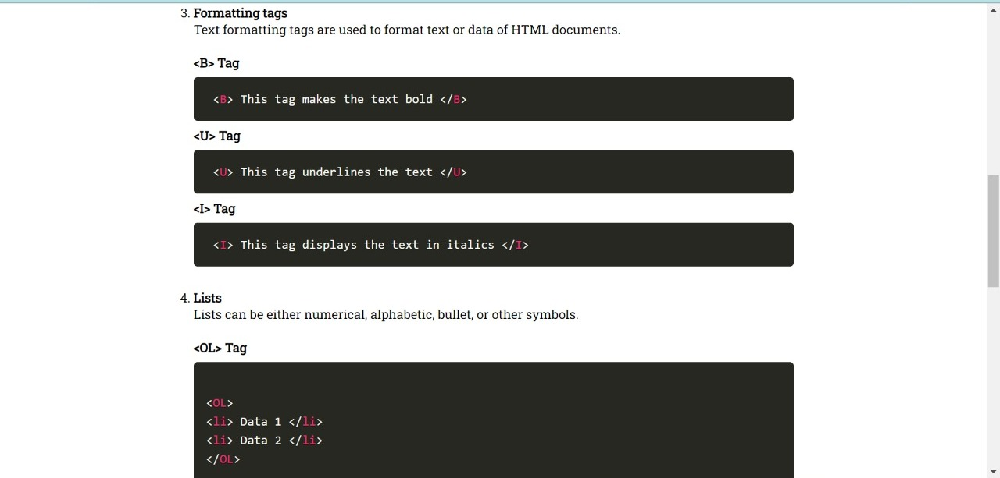 3. Formatting tags
Text formatting tags are used to format text or data of HTML documents.
<B> Tag
<B> This tag makes the text bold </B>
<U> Tag
<U> This tag underlines the text </U>
<I> Tag
<I> This tag displays the text in italics </I>
4. Lists
Lists can be either numerical, alphabetic, bullet, or other symbols.
<OL> Tag
<OL>
<li> Data 1 </li>
<li> Data 2 </li>
</OL>